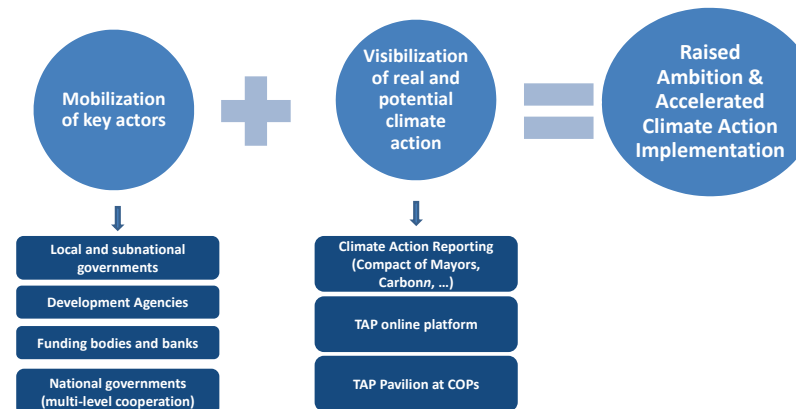 Mobilization
of key actors
Visibilization
of real and
potential
climate
action
Raised
Ambition &
Accelerated
Climate Action
Implementation
Local and subnational
governments
Development Agencies
Funding bodies and banks
National governments
(multi-level cooperation)
Climate Action Reporting
(Compact of Mayors,
Carbonn, ...)
TAP online platform
TAP Pavilion at COPs